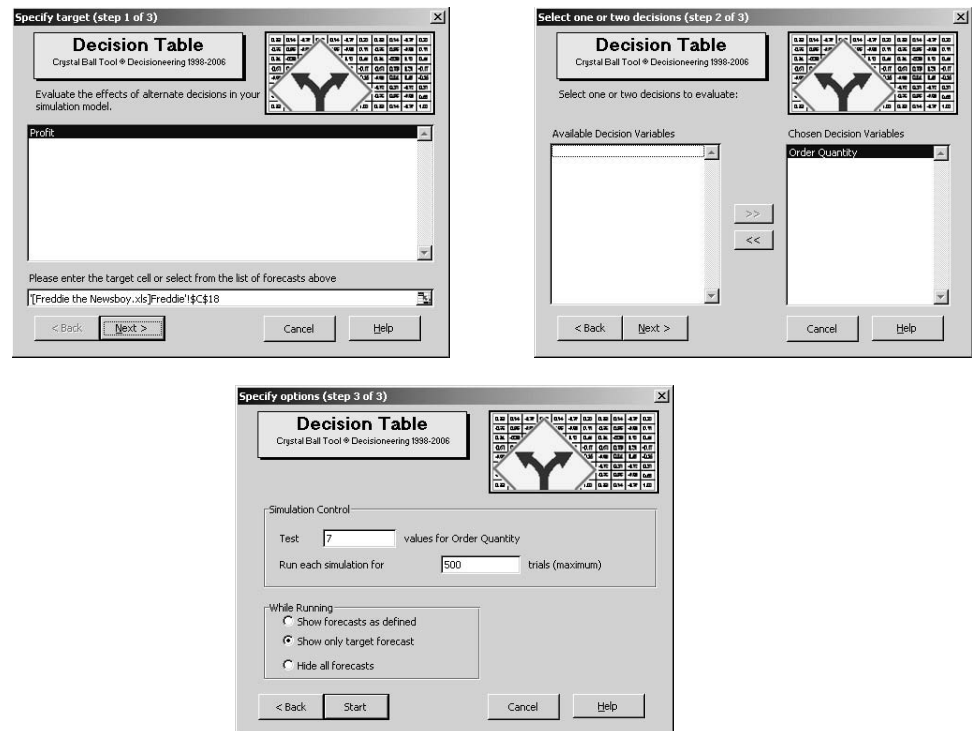 Specify target (step 1 of 3)
Decision Table
Crystal Ball Tool ® Decisioneering 1998-2006
Evaluate the effects of alternate decisions in your
simulation model.
Profit
Please enter the target cell or select from the list of forecasts above
'[Freddie the Newsboy.xls]Freddie'!$C$18
< Back
Next >
Cancel
Help
Select one or two decisions (step 2 of 3)
Decision Table
Crystal Ball Tool ® Decisioneering 1998-2006
Select one or two decisions to evaluate:
Available Decision Variables
Chosen Decision Variables
Order Quantity
>>
<<
< Back
Next >
Cancel
Help
Specify options (step 3 of 3)
Decision Table
Crystal Ball Tool ® Decisioneering 1998-2006
Simulation Control
Test 7 values for Order Quantity
Run each simulation for 500 trials (maximum)
While Running
Show forecasts as defined
Show only target forecast
Hide all forecasts
< Back
Start
Cancel
Help